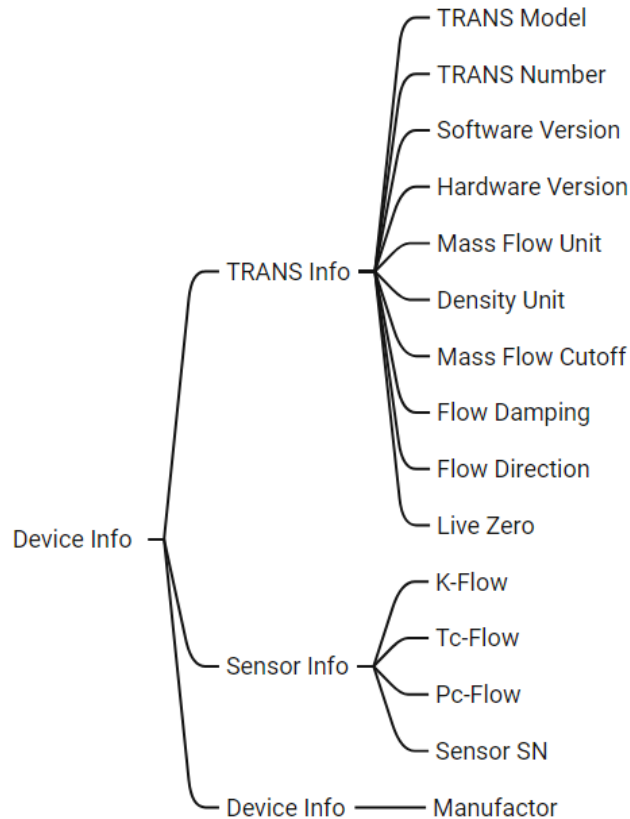 TRANS Model
TRANS Number
Software Version
Hardware Version
Mass Flow Unit
TRANS Info
Density Unit
Mass Flow Cutoff
Flow Damping
Flow Direction
Live Zero
Device Info
K-Flow
Tc-Flow
Sensor Info
Pc-Flow
Sensor SN
Device Info
Manufactor